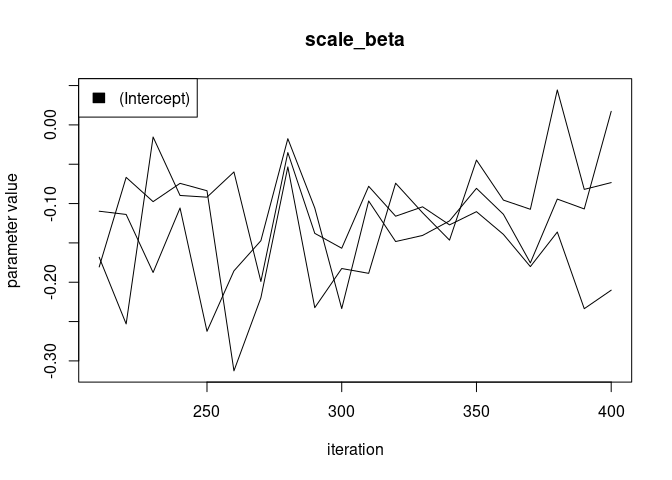 scale_beta
(Intercept)
parameter value
0.00
-0.10
-0.20
-0.30
250
300
350
400
iteration